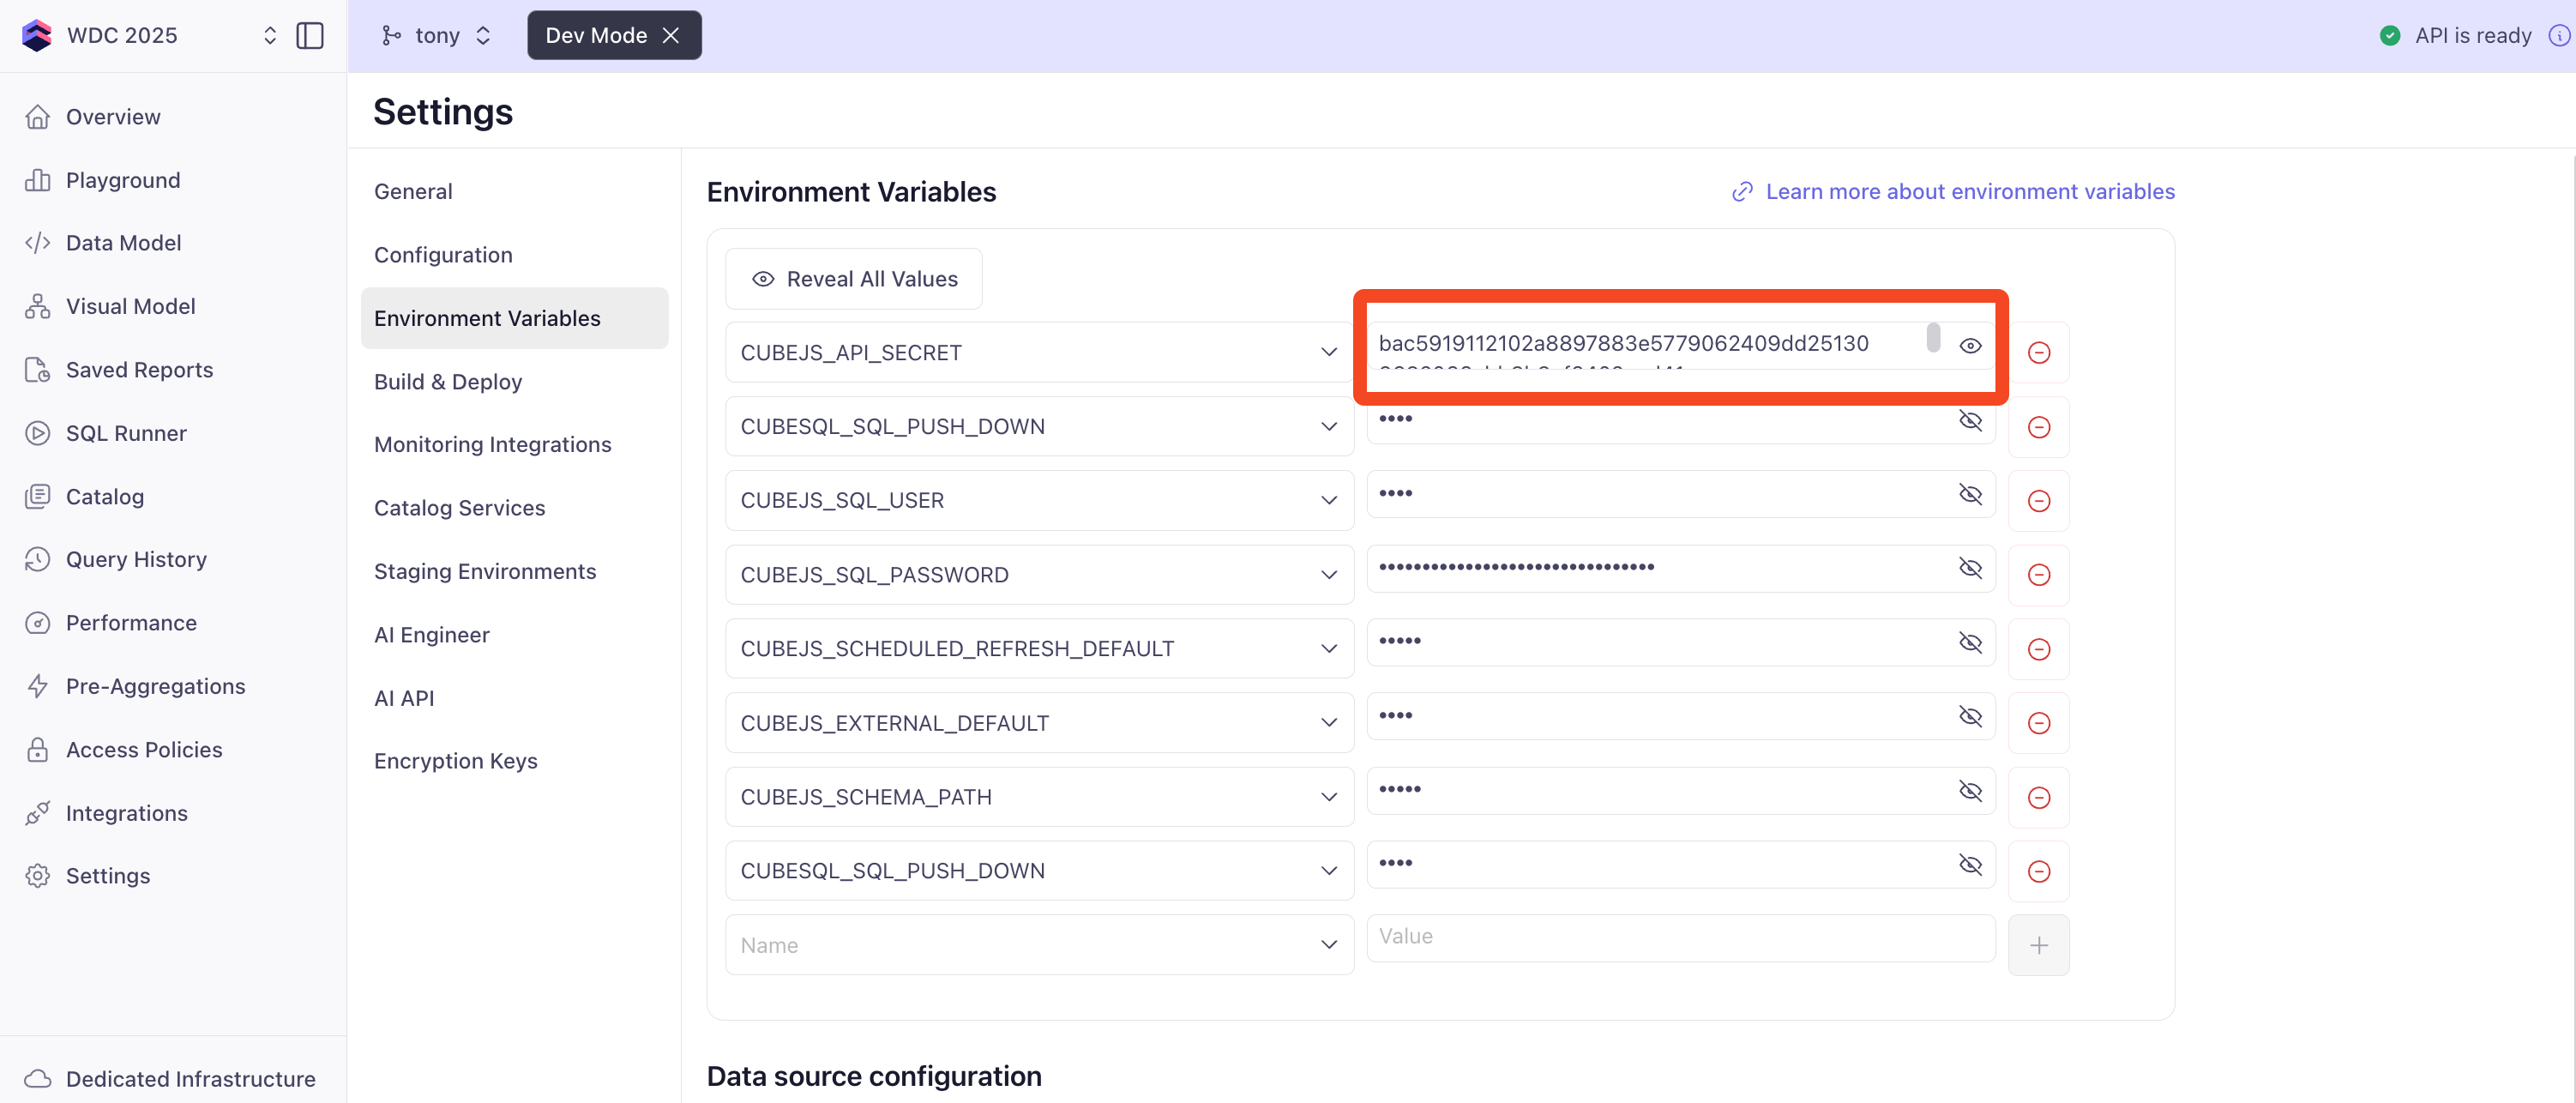 WDC 2025
tony
Dev Mode
API is ready
Overview
Playground
Data Model
Visual Model
Saved Reports
SQL Runner
Catalog
Query History
Performance
Pre-Aggregations
Access Policies
Integrations
Settings
Dedicated Infrastructure
Settings
General
Configuration
Environment Variables
Build & Deploy
Monitoring Integrations
Catalog Services
Staging Environments
AI Engineer
AI API
Encryption Keys
Environment Variables
Learn more about environment variables
Reveal All Values
CUBEJS_API_SECRET
bac5919112102a8897883e5779062409dd25130
CUBESQL_SQL_PUSH_DOWN
••••
CUBEJS_SQL_USER
••••
CUBEJS_SQL_PASSWORD
••••••••••••••••••••••••••••••••
CUBEJS_SCHEDULED_REFRESH_DEFAULT
•••••
CUBEJS_EXTERNAL_DEFAULT
••••
CUBEJS_SCHEMA_PATH
•••••
CUBESQL_SQL_PUSH_DOWN
••••
Name
Value
Data source configuration